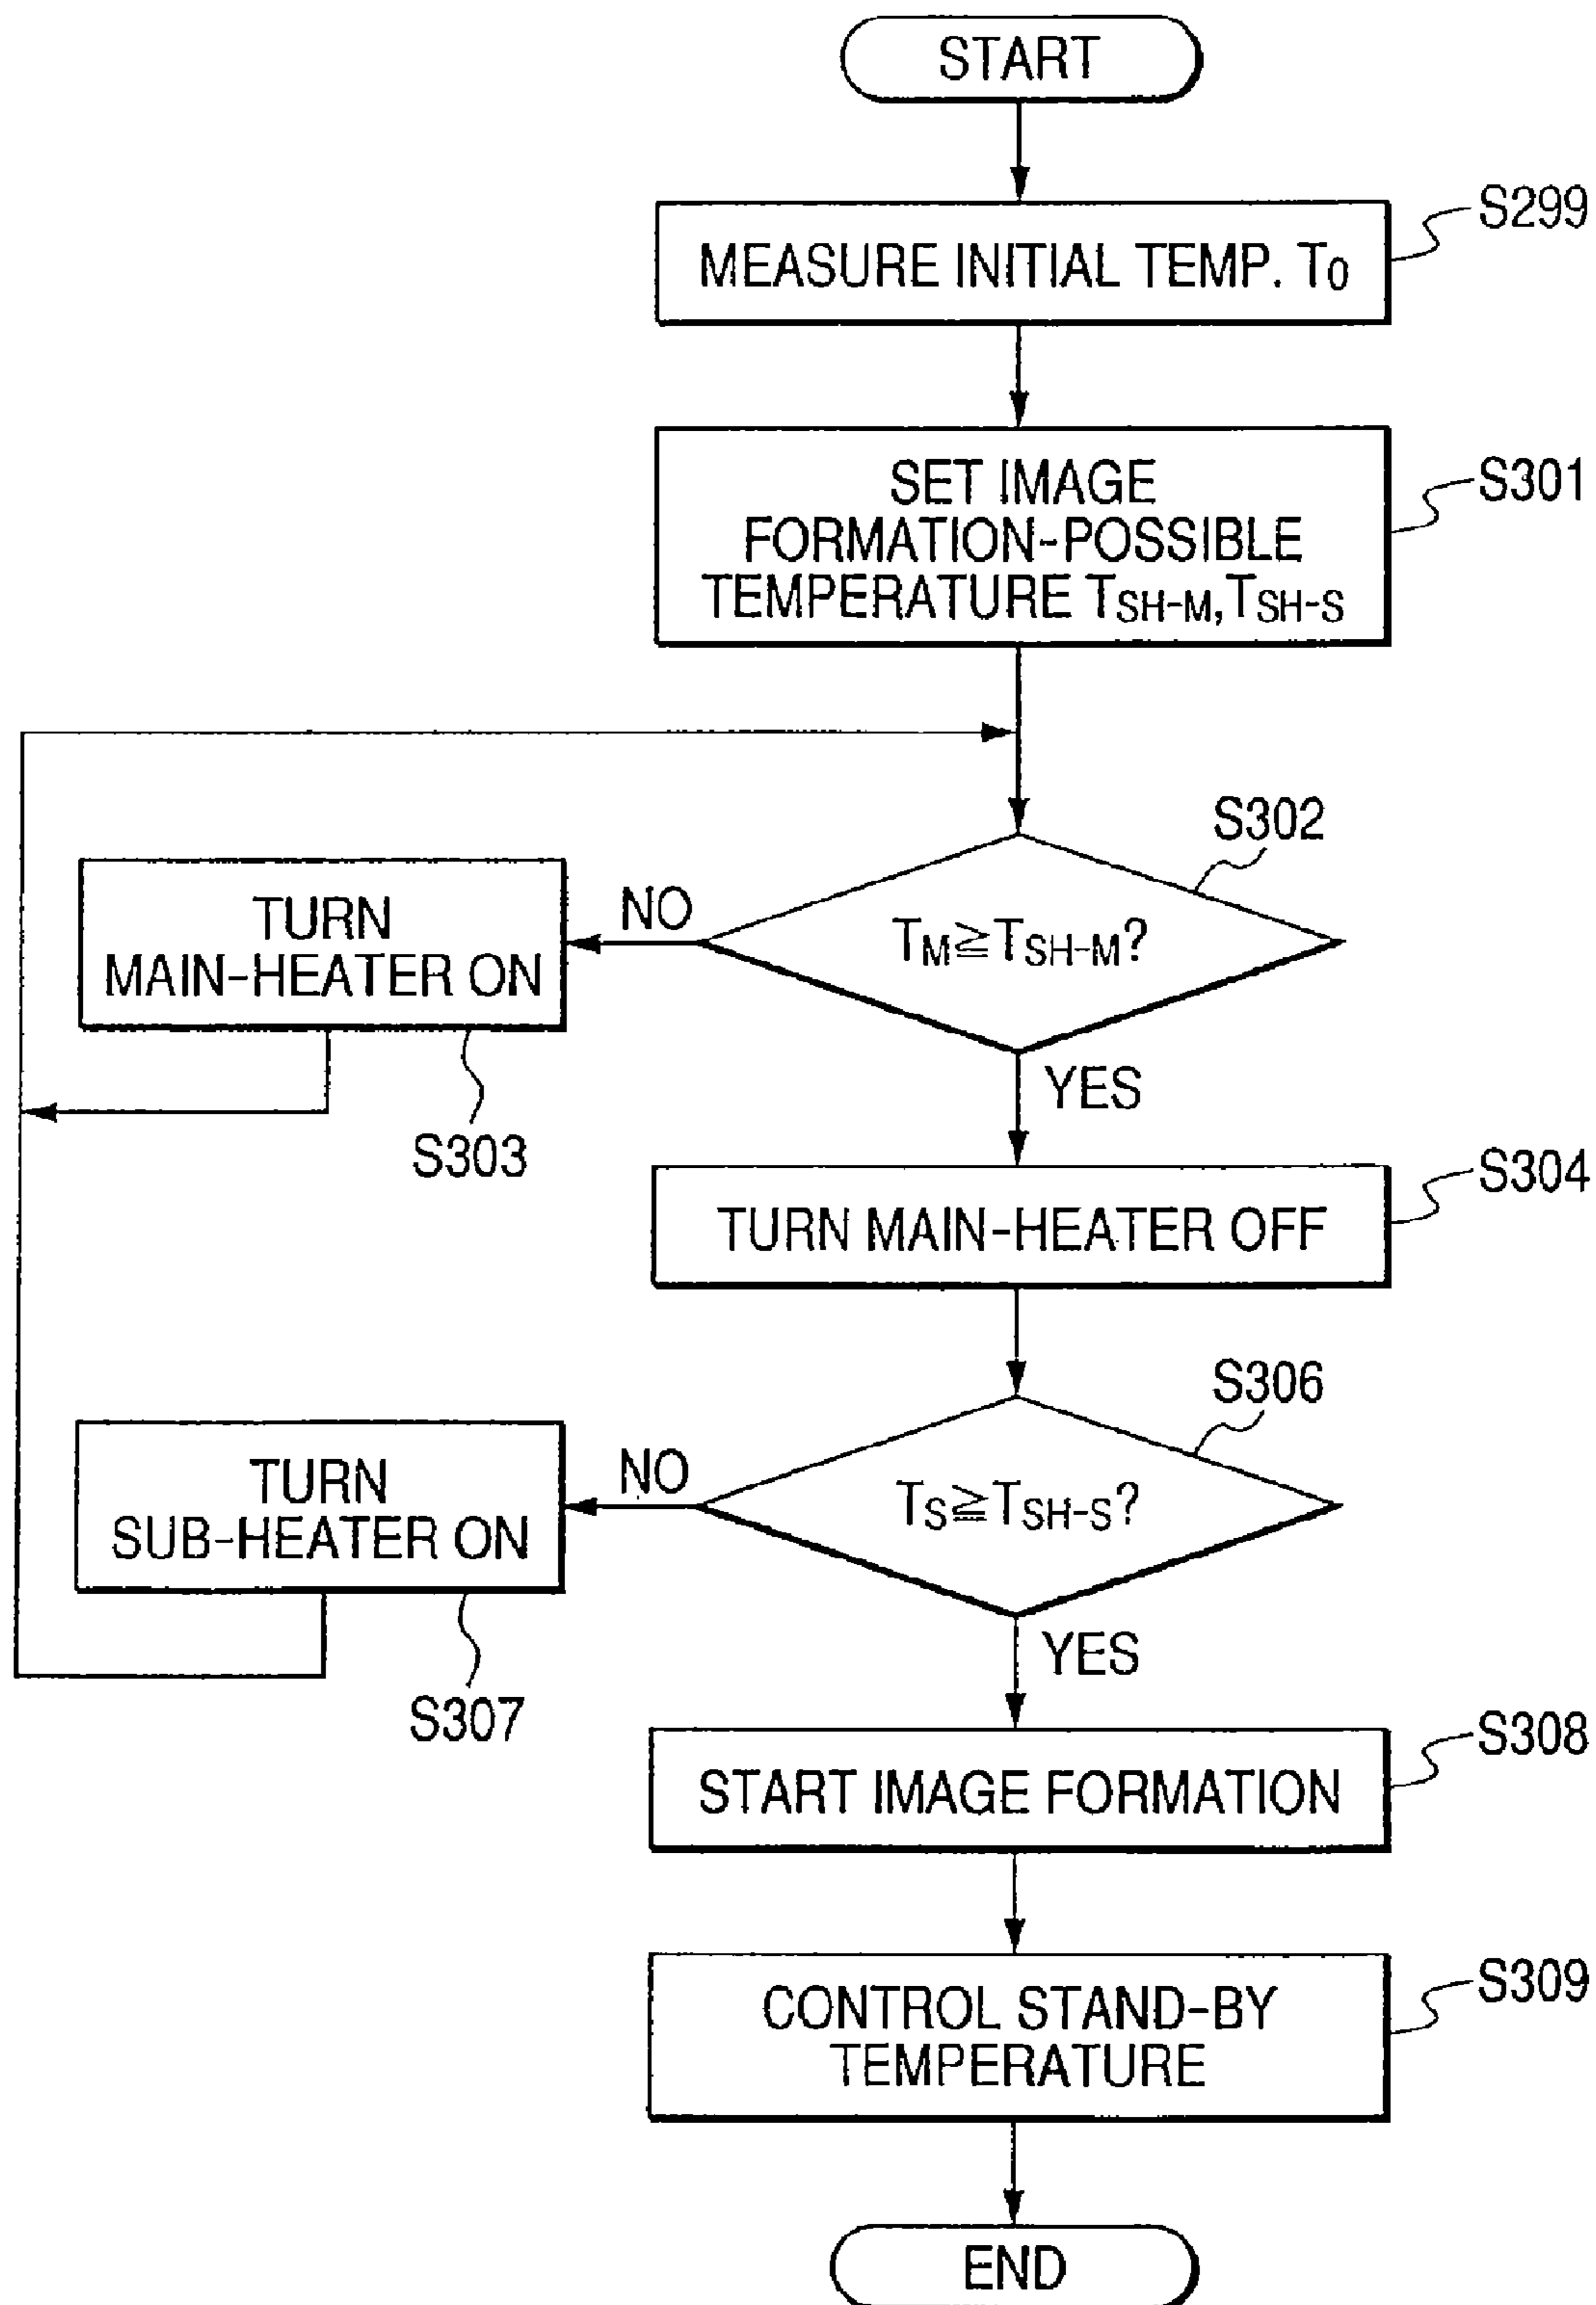 START
S299
MEASURE INITIAL TEMP. T0
S301
SET IMAGE
FORMATION-POSSIBLE
TEMPERATURE TSH-M,TSH-S
S302
TM≧TSH-M?
NO
TURN
MAIN-HEATER ON
S303
YES
S304
TURN MAIN-HEATER OFF
S306
TS≧TSH-S?
NO
TURN
SUB-HEATER ON
S307
YES
S308
START IMAGE FORMATION
S309
CONTROL STAND-BY
TEMPERATURE
END